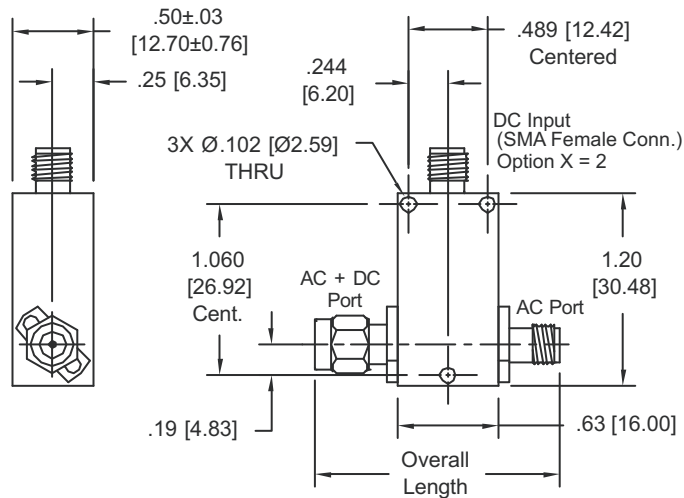 .50±.03
[12.70±0.76]
.25 [6.35]
.489 [12.42]
Centered
.244
[6.20]
DC Input
(SMA Female Conn.)
Option X = 2
3X Ø.102 [Ø2.59]
THRU
1.060
[26.92]
Cent.
AC + DC
Port
1.20
[30.48]
AC Port
.19 [4.83]
.63 [16.00]
Overall
Length